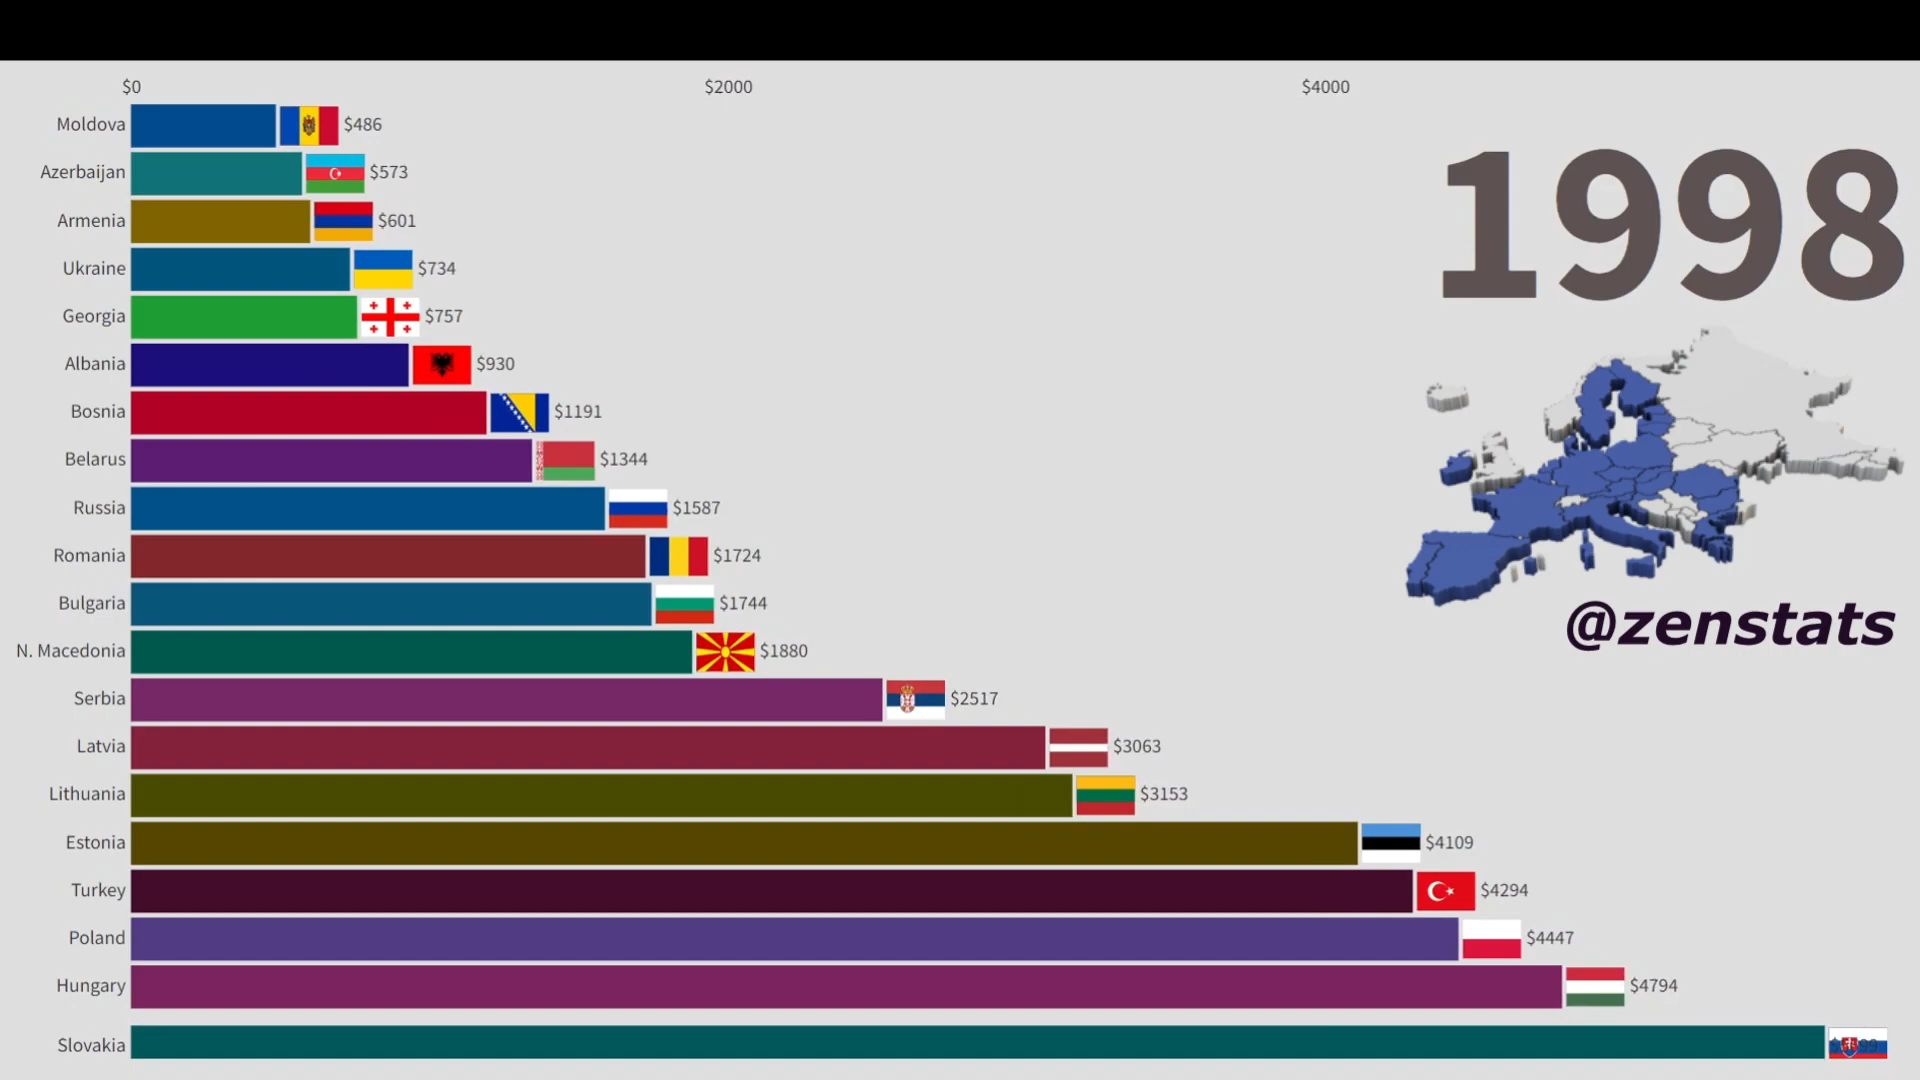 $0 $2000 $4000
Moldova $486
Azerbaijan $573
Armenia $601
Ukraine $734
Georgia $757
Albania $930
Bosnia $1191
Belarus $1344
Russia $1587
Romania $1724
Bulgaria $1744
N. Macedonia $1880
Serbia $2517
Latvia $3063
Lithuania $3153
Estonia $4109
Turkey $4294
Poland $4447
Hungary $4794
Slovakia
1998
@zenstats